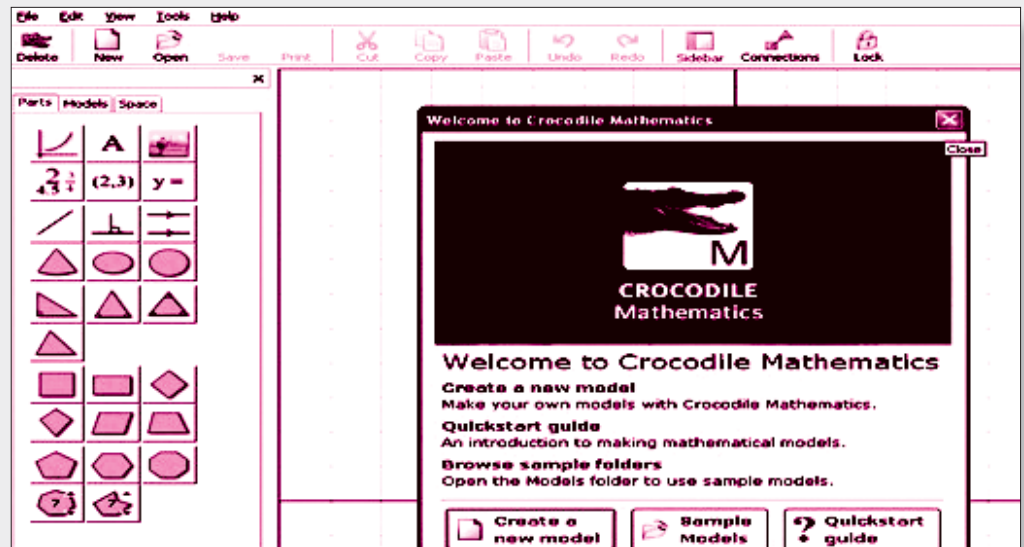 File Edit View Tools Help
Delete New Open Save Print Cut Copy Paste Undo Redo Sidebar Connections Lock
Parts Models Space
A
(2,3) y =
Welcome to Crocodile Mathematics
Close
M
CROCODILE
Mathematics
Welcome to Crocodile Mathematics
Create a new model
Make your own models with Crocodile Mathematics.
Quickstart guide
An introduction to making mathematical models.
Browse sample folders
Open the Models folder to use sample models.
Create a new model
Sample Models
? Quickstart guide